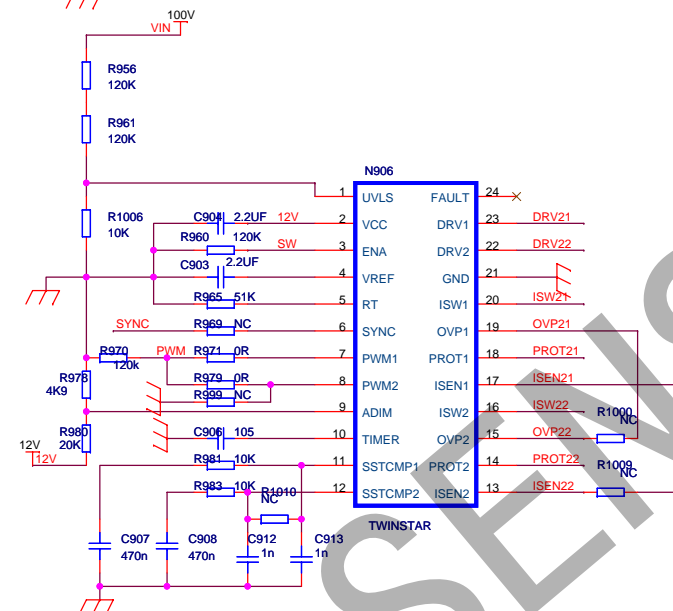 100V
VIN
R956
120K
R961
120K
N906
1 UVLS FAULT 24
R1006
10K
C904 2.2UF 12V 2 VCC DRV1 23 DRV21
R960 120K SW 3 ENA DRV2 22 DRV22
C903 2.2UF 4 VREF GND 21
R965 51K 5 RT ISW1 20 ISW21
SYNC R969 NC 6 SYNC OVP1 19 OVP21
R970 120k PWM R971 0R 7 PWM1 PROT1 18 PROT21
R978 4K9 R979 0R 8 PWM2 ISEN1 17 ISEN21
R999 NC 9 ADIM ISW2 16 ISW22 R1000 NC
R980 20K C906 105 10 TIMER OVP2 15 OVP22
12V
12V
R981 10K 11 SSTCMP1 PROT2 14 PROT22 R1009 NC
R983 10K 12 SSTCMP2 ISEN2 13 ISEN22
R1010
NC
TWINSTAR
C907
470n
C908
470n
C912
1n
C913
1n
SENS